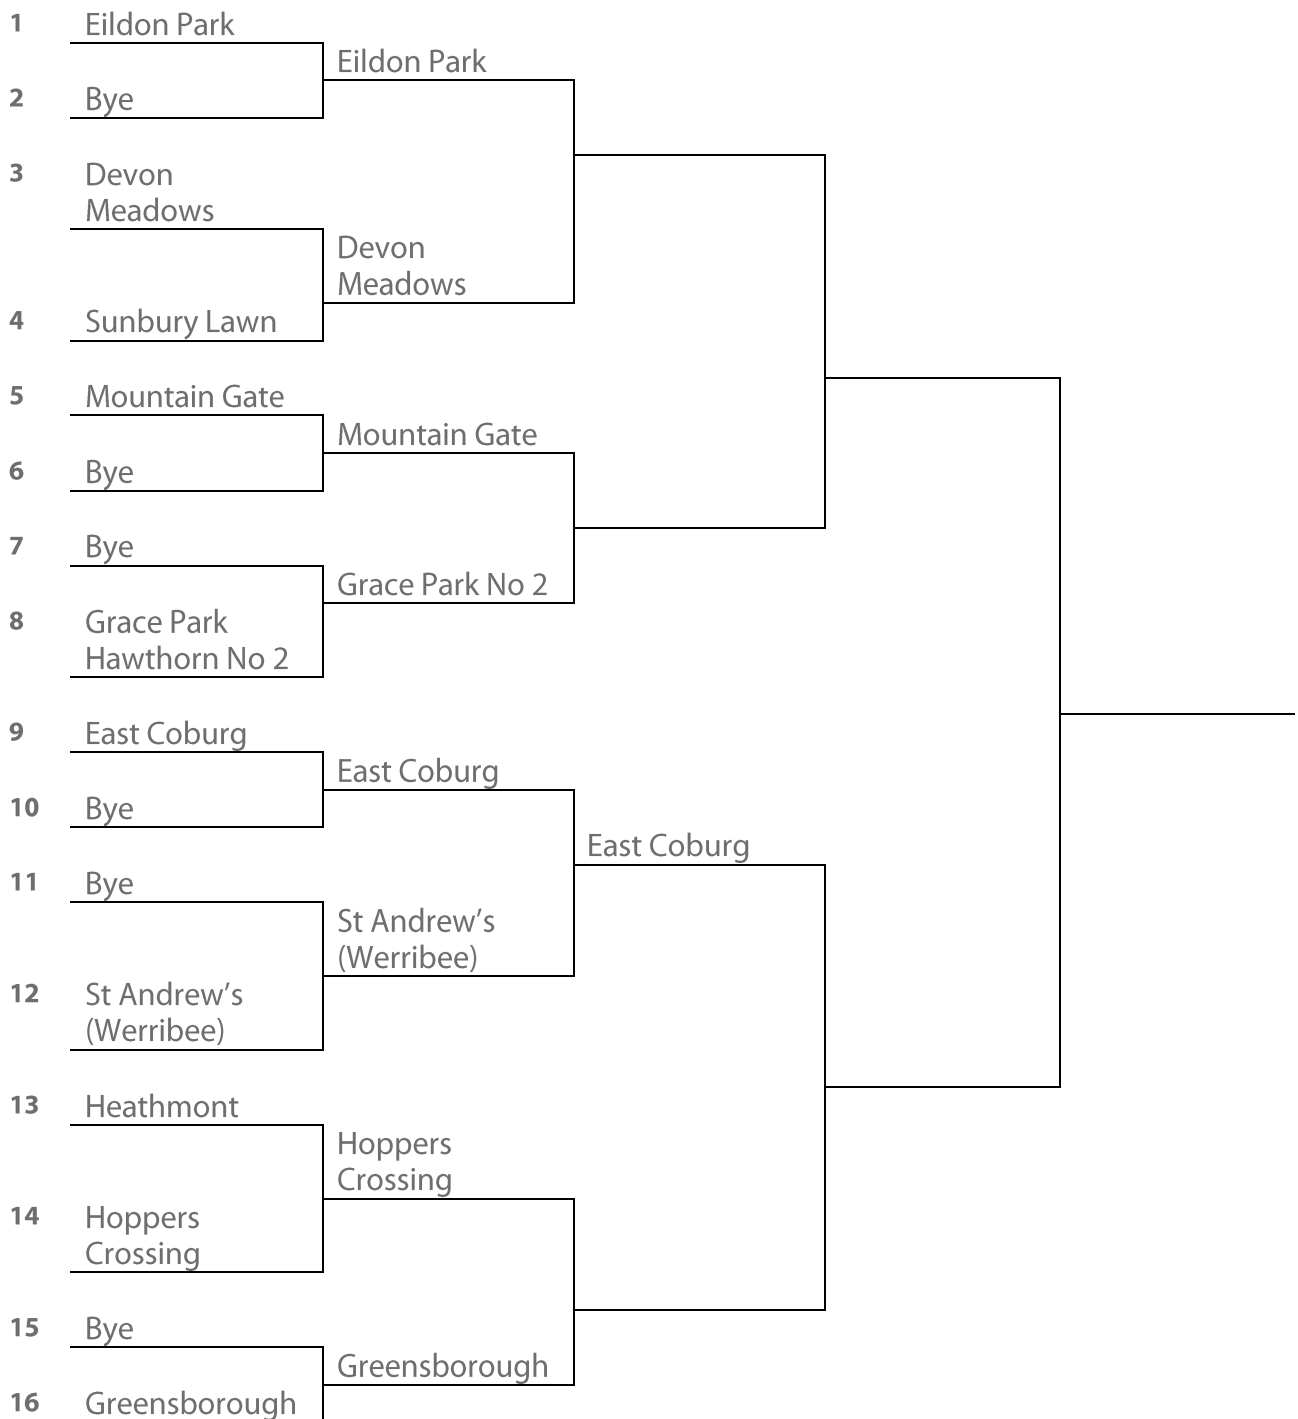 1 Eildon Park
Eildon Park
2 Bye
3 Devon
Meadows
Devon
Meadows
4 Sunbury Lawn
5 Mountain Gate
Mountain Gate
6 Bye
7 Bye
Grace Park No 2
8 Grace Park
Hawthorn No 2
9 East Coburg
East Coburg
10 Bye
East Coburg
11 Bye
St Andrew’s
(Werribee)
12 St Andrew’s
(Werribee)
13 Heathmont
Hoppers
Crossing
14 Hoppers
Crossing
15 Bye
Greensborough
16 Greensborough